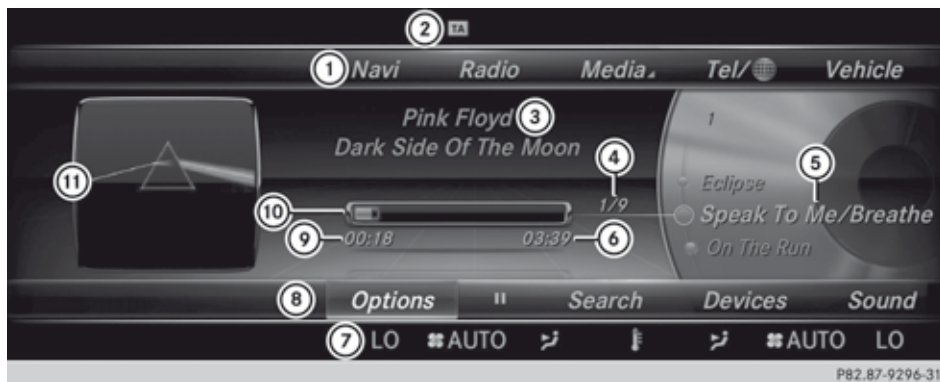 2 TA
1 Navi Radio Media Tel/ Vehicle
Pink Floyd 3
Dark Side Of The Moon
4
1
5
11
Eclipse
10
1/9
Speak To Me/Breathe
9 00:18 03:39 6
On The Run
8 Options Search Devices Sound
7 LO AUTO AUTO LO
P82.87-9296-31